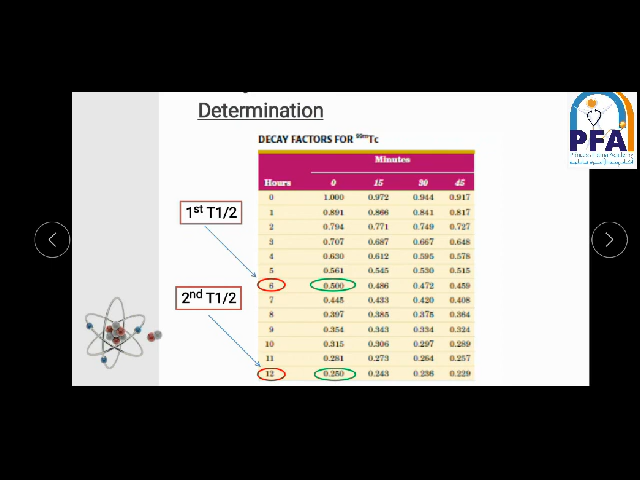 Determination
DECAY FACTORS FOR 99mTc
Minutes
Hours 0 15 30 45
0 1.000 0.972 0.944 0.917
1 0.891 0.866 0.841 0.817
2 0.794 0.771 0.749 0.727
3 0.707 0.687 0.667 0.648
4 0.630 0.612 0.595 0.578
5 0.561 0.545 0.530 0.515
6 0.500 0.486 0.472 0.459
7 0.445 0.433 0.420 0.408
8 0.397 0.385 0.375 0.364
9 0.354 0.343 0.334 0.324
10 0.315 0.306 0.297 0.289
11 0.281 0.273 0.264 0.257
12 0.250 0.243 0.236 0.229
1st T1/2
2nd T1/2
PFA